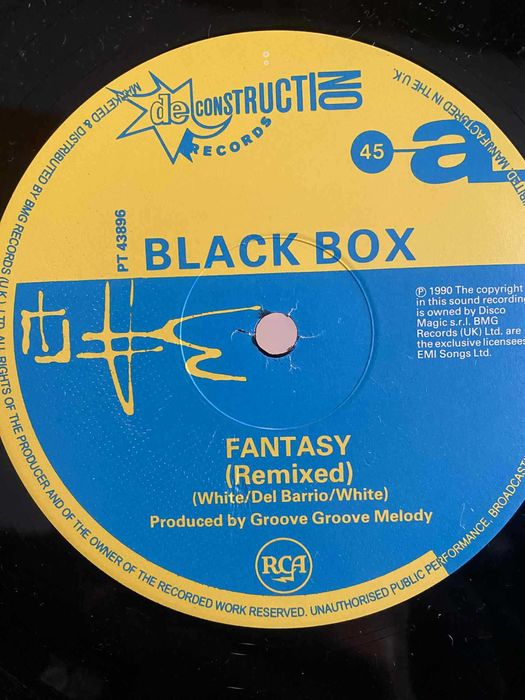 deCONSTRUCTION
RECORDS
45
a
PT 43896
BLACK BOX
℗ 1990 The copyright
in this sound recording
is owned by Disco
Magic s.r.l. BMG
Records (UK) Ltd. are
the exclusive licensees
EMI Songs Ltd.
FANTASY
(Remixed)
(White/Del Barrio/White)
Produced by Groove Groove Melody
RCA
MARKETED & DISTRIBUTED BY BMG RECORDS (U.K.) LTD. ALL RIGHTS OF THE PRODUCER AND OF THE OWNER OF THE RECORDED WORK RESERVED. UNAUTHORISED PUBLIC PERFORMANCE, BROADCAST
MANUFACTURED IN THE UK.